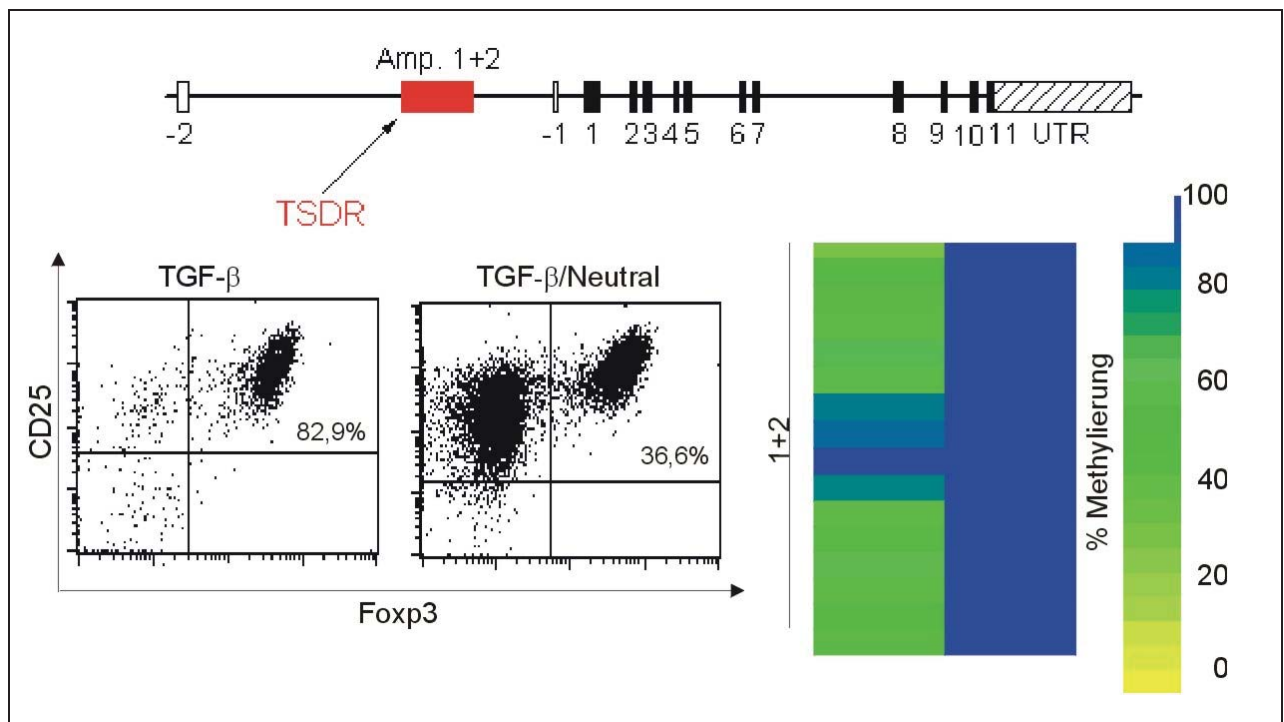 Amp. 1+2
-2 -1 1 2 3 4 5 6 7 8 9 10 11 UTR
TSDR
TGF-β
TGF-β/Neutral
CD25
82,9%
36,6%
Foxp3
1+2
% Methylierung
100
80
60
40
20
0